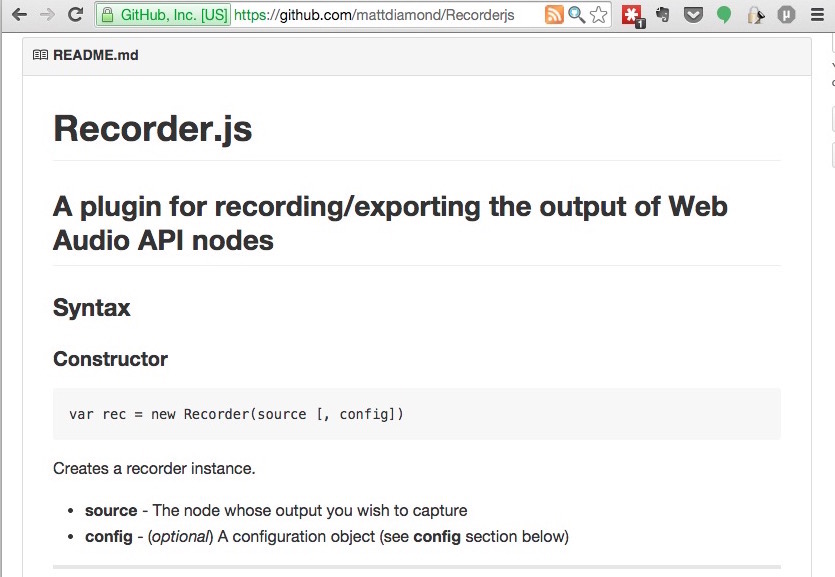 GitHub, Inc. [US] https://github.com/mattdiamond/Recorderjs
1
README.md
Recorder.js
A plugin for recording/exporting the output of Web
Audio API nodes
Syntax
Constructor
var rec = new Recorder(source [, config])
Creates a recorder instance.
• source - The node whose output you wish to capture
• config - (optional) A configuration object (see config section below)